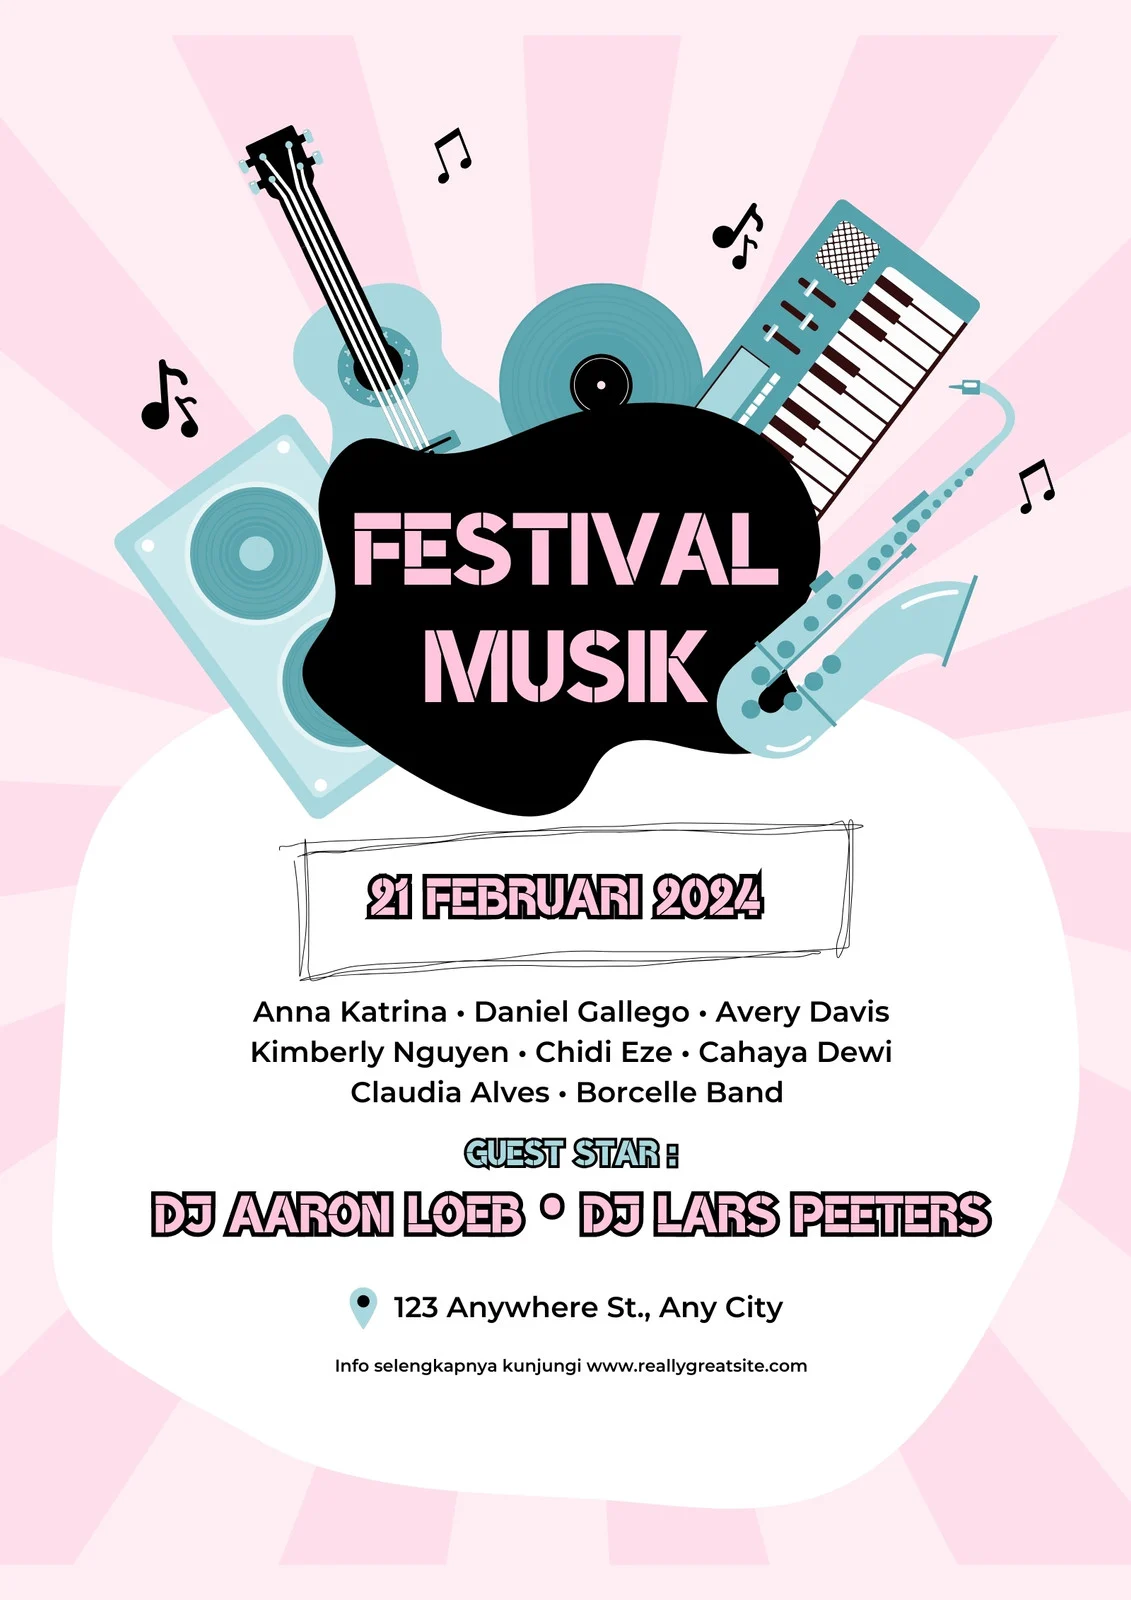 FESTIVAL
MUSIK
21 FEBRUARI 2024
Anna Katrina • Daniel Gallego • Avery Davis
Kimberly Nguyen • Chidi Eze • Cahaya Dewi
Claudia Alves • Borcelle Band
GUEST STAR :
DJ AARON LOEB • DJ LARS PEETERS
123 Anywhere St., Any City
Info selengkapnya kunjungi www.reallygreatsite.com